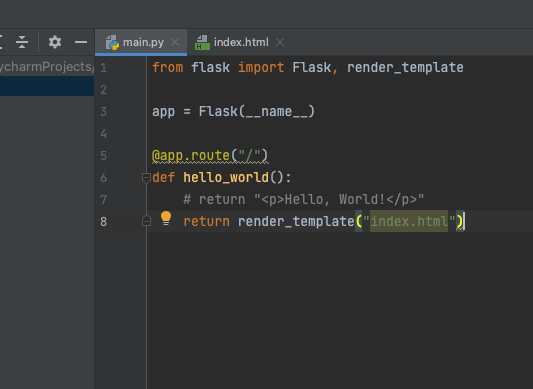 main.py
index.html
ycharmProjects/
1 from flask import Flask, render_template
2
3 app = Flask(__name__)
4
5 @app.route("/")
6 def hello_world():
7     # return "<p>Hello, World!</p>"
8     return render_template("index.html")